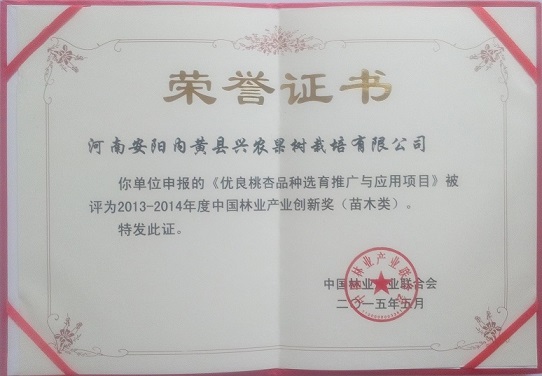 荣誉证书
河南安阳内黄县兴农果树栽培有限公司
你单位申报的《优良桃杏品种选育推广与应用项目》被
评为2013-2014年度中国林业产业创新奖（苗木类）。
特发此证。
中国林业产业联合会
二〇一五年五月